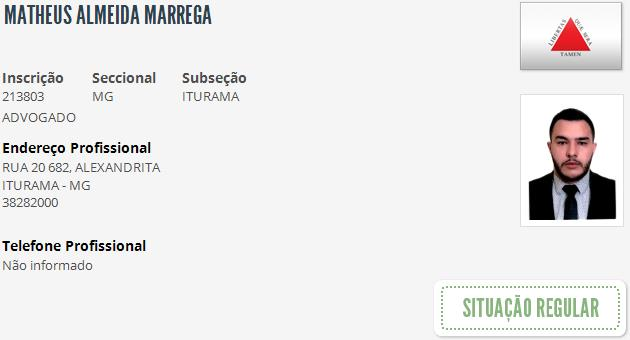 MATHEUS ALMEIDA MARREGA
LIBERTAS QUÆ SERA
TAMEN
Inscrição Seccional Subseção
213803 MG ITURAMA
ADVOGADO
Endereço Profissional
RUA 20 682, ALEXANDRITA
ITURAMA - MG
38282000
Telefone Profissional
Não informado
SITUAÇÃO REGULAR